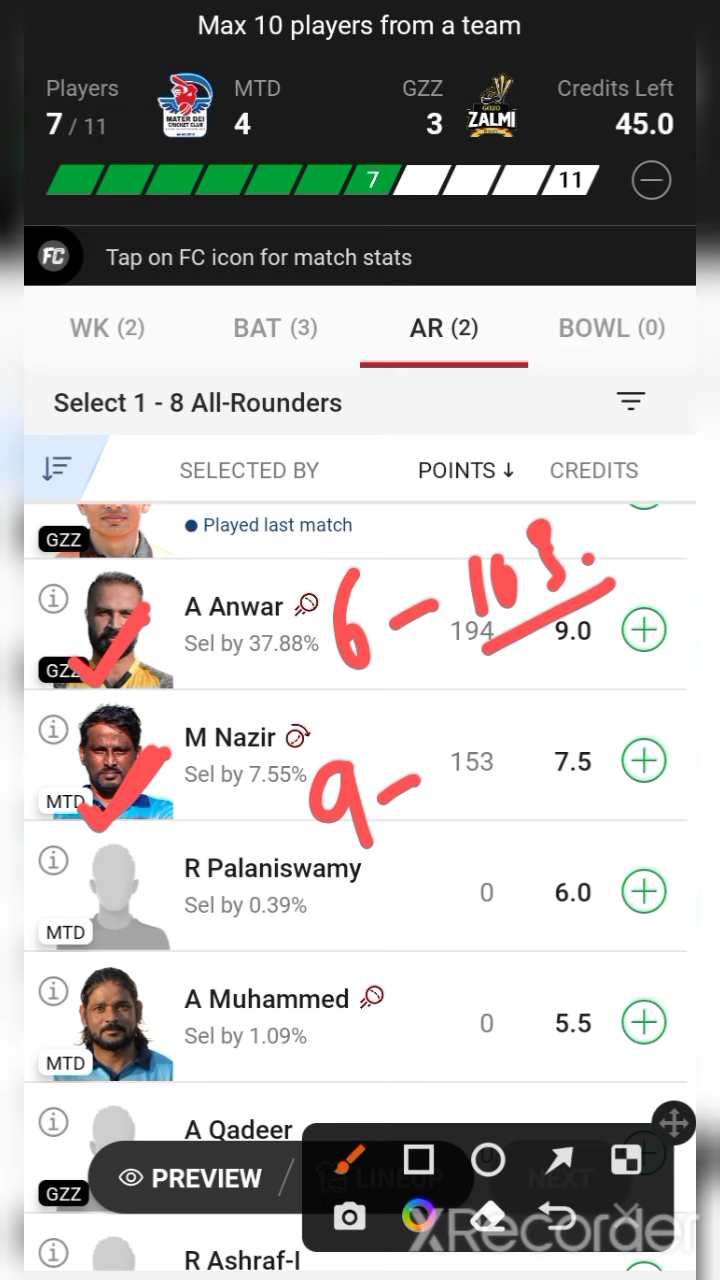 Max 10 players from a team
Players MTD GZZ Credits Left
7 / 11 MATER DEI CRICKET CLUB 4 3 GOZO ZALMI 45.0
7 11
FC Tap on FC icon for match stats
WK (2) BAT (3) AR (2) BOWL (0)
Select 1 - 8 All-Rounders
SELECTED BY POINTS ↓ CREDITS
GZZ Played last match
A Anwar 6 - 103.
Sel by 37.88% 194 9.0
GZZ
M Nazir
Sel by 7.55% 9 - 153 7.5
MTD
R Palaniswamy
Sel by 0.39% 0 6.0
MTD
A Muhammed
Sel by 1.09% 0 5.5
MTD
A Qadeer
GZZ PREVIEW / LINEUP NEXT
XRecorder
R Ashraf-I